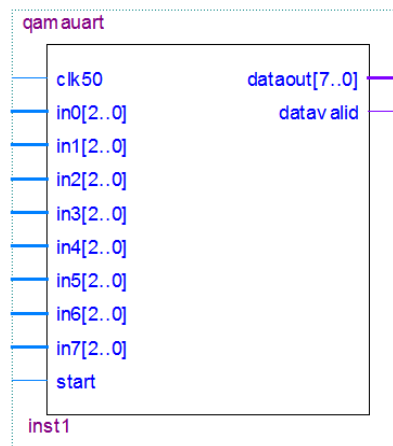 qamauart
clk50 dataout[7..0]
in0[2..0] datavalid
in1[2..0]
in2[2..0]
in3[2..0]
in4[2..0]
in5[2..0]
in6[2..0]
in7[2..0]
start
inst1